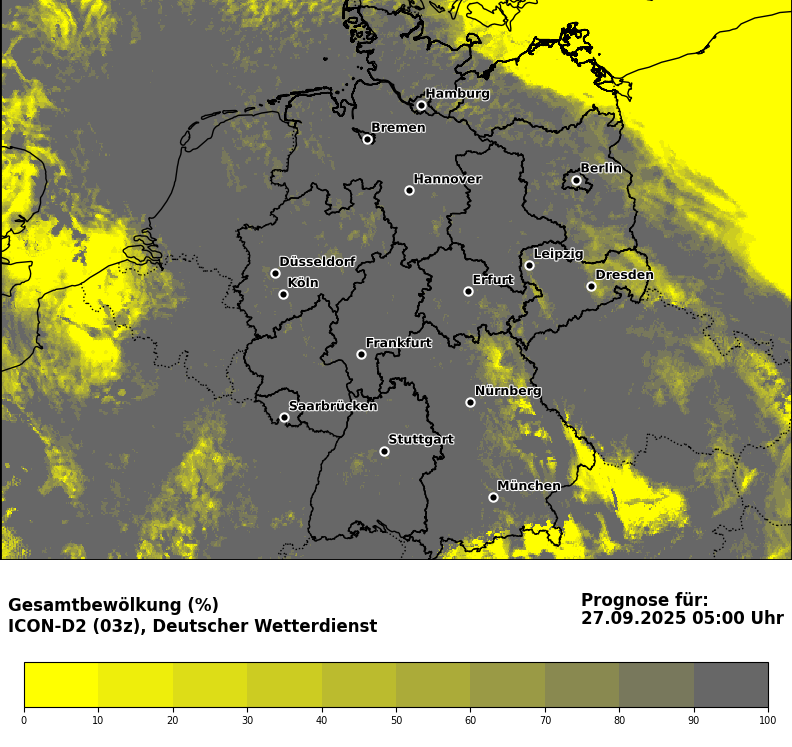 Hamburg
Bremen
Berlin
Hannover
Leipzig
Düsseldorf
Dresden
Köln
Erfurt
Frankfurt
Nürnberg
Saarbrücken
Stuttgart
München
Gesamtbewölkung (%)
ICON-D2 (03z), Deutscher Wetterdienst
Prognose für:
27.09.2025 05:00 Uhr
0 10 20 30 40 50 60 70 80 90 100